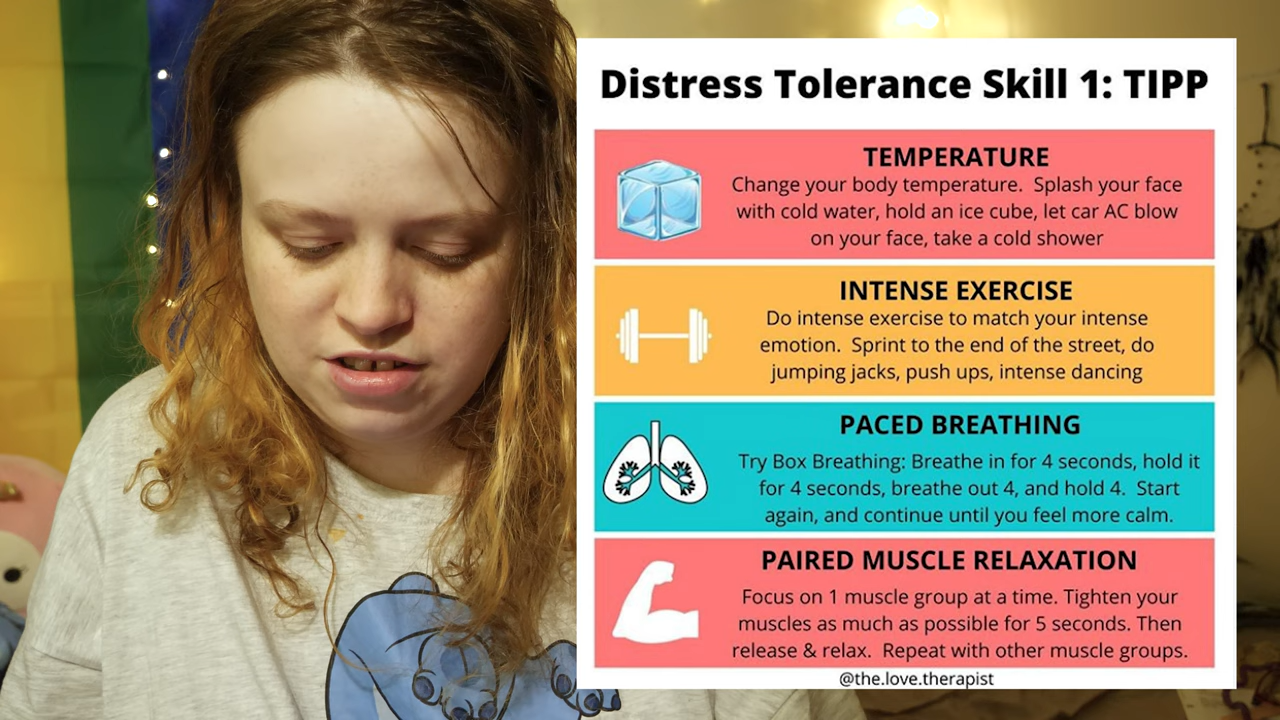 Distress Tolerance Skill 1: TIPP
TEMPERATURE
Change your body temperature.  Splash your face
with cold water, hold an ice cube, let car AC blow
on your face, take a cold shower
INTENSE EXERCISE
Do intense exercise to match your intense
emotion.  Sprint to the end of the street, do
jumping jacks, push ups, intense dancing
PACED BREATHING
Try Box Breathing: Breathe in for 4 seconds, hold it
for 4 seconds, breathe out 4, and hold 4.  Start
again, and continue until you feel more calm.
PAIRED MUSCLE RELAXATION
Focus on 1 muscle group at a time. Tighten your
muscles as much as possible for 5 seconds. Then
release & relax.  Repeat with other muscle groups.
@the.love.therapist